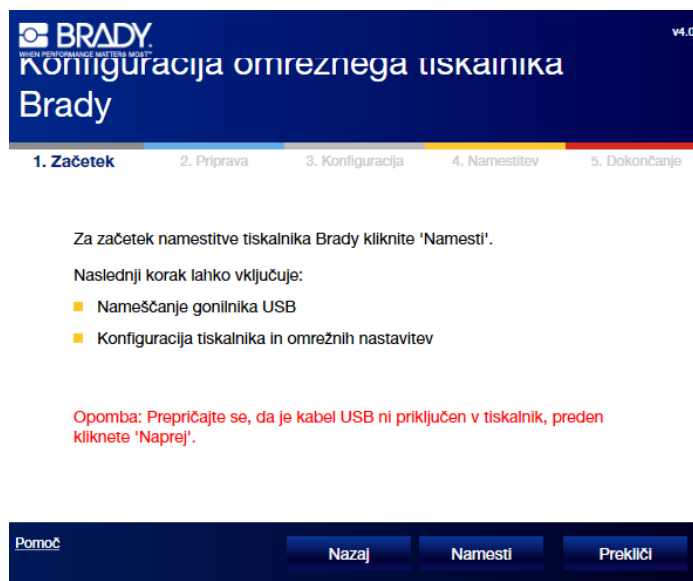 BRADY.
WHEN PERFORMANCE MATTERS MOST™
v4.0
Konfiguracija omrežnega tiskalnika
Brady
1. Začetek
2. Priprava
3. Konfiguracija
4. Namestitev
5. Dokončanje
Za začetek namestitve tiskalnika Brady kliknite 'Namesti'.
Naslednji korak lahko vključuje:
Nameščanje gonilnika USB
Konfiguracija tiskalnika in omrežnih nastavitev
Opomba: Prepričajte se, da je kabel USB ni priključen v tiskalnik, preden
kliknete 'Naprej'.
Pomoč
Nazaj
Namesti
Prekliči